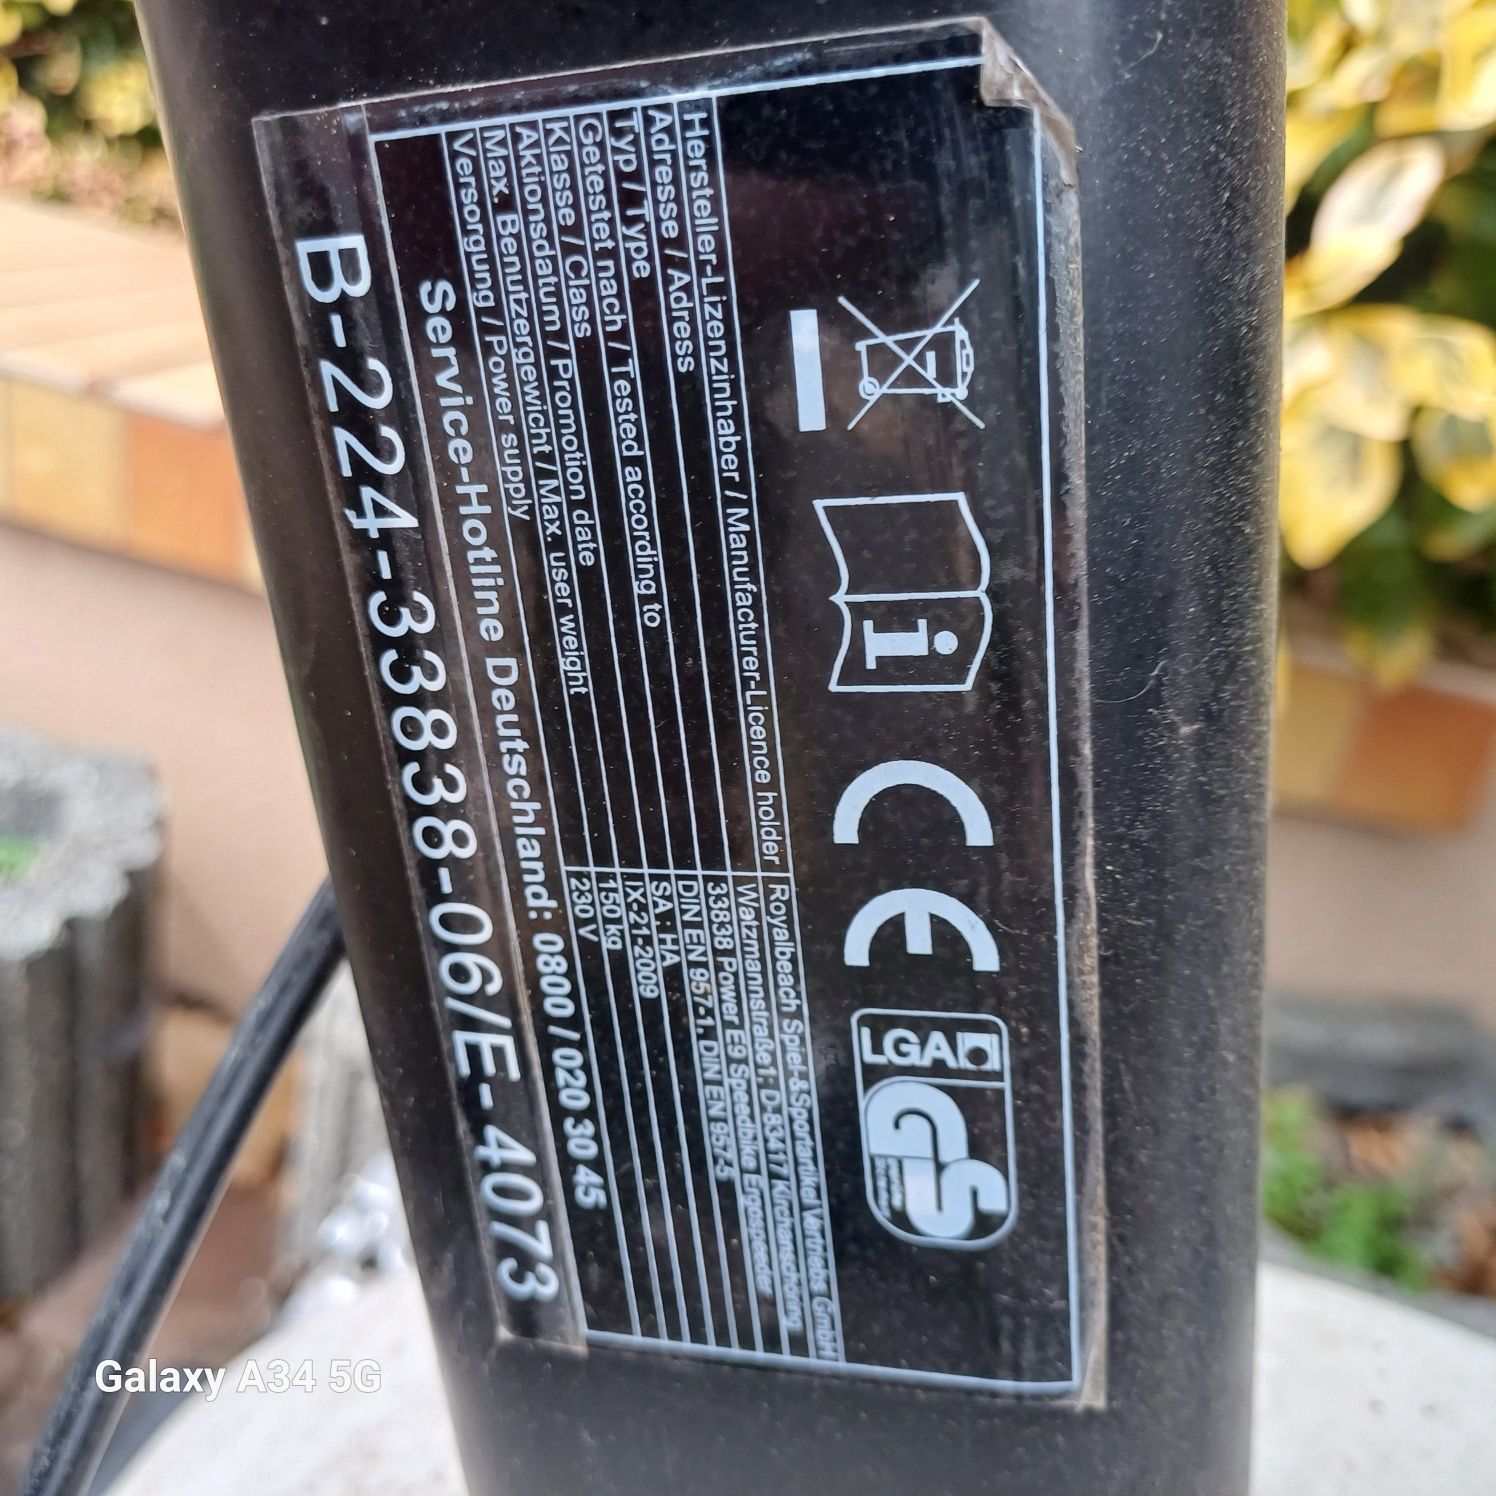 LGA
GS
Hersteller-Lizenzinhaber / Manufacturer-Licence holder Royalbeach Spiel-&Sportartikel Vertriebs GmbH
Adresse / Adress Watzmannstraße1; D-83417 Kirchanschöring
Typ / Type 33838 Power E9 Speedbike Ergospeeder
Getestet nach / Tested according to DIN EN 957-1, DIN EN 957-5
Klasse / Class SA ; HA
Aktionsdatum / Promotion date IX-21-2009
Max. Benutzergewicht / Max. user weight 150 kg
Versorgung / Power supply 230 V
Service-Hotline Deutschland: 0800 / 020 30 45
B-224-33838-06/E-4073
Galaxy A34 5G